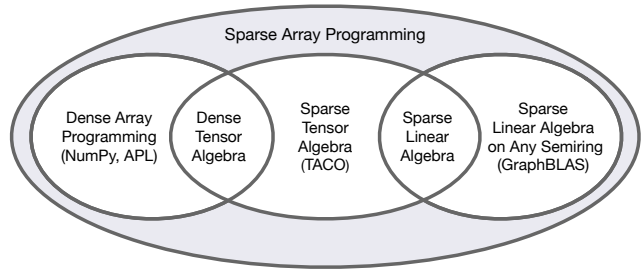 Sparse Array Programming
Dense Array
Programming
(NumPy, APL)
Dense
Tensor
Algebra
Sparse
Tensor
Algebra
(TACO)
Sparse
Linear
Algebra
Sparse
Linear Algebra
on Any Semiring
(GraphBLAS)